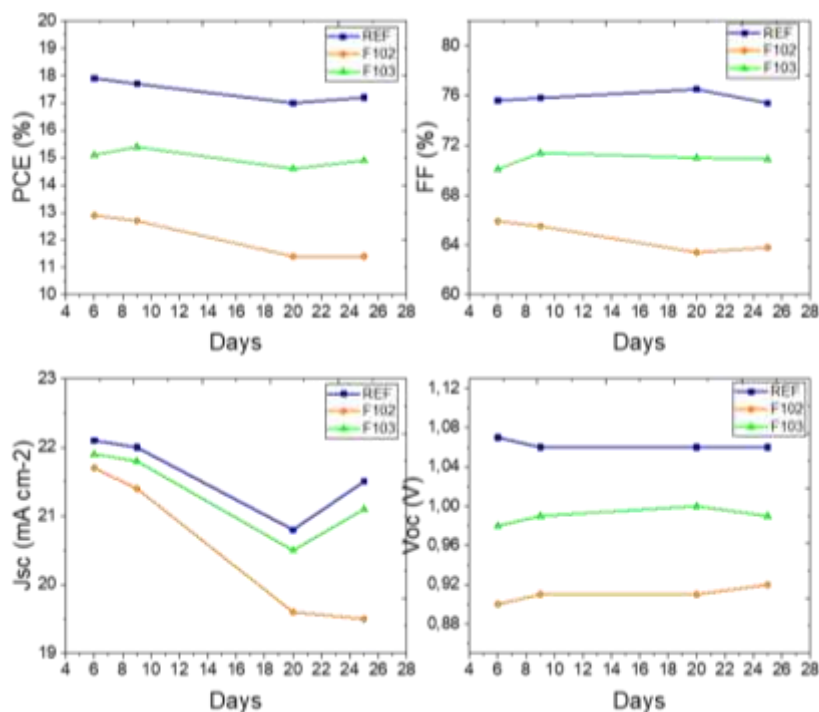 PCE (%)
20
19
18
17
16
15
14
13
12
11
10
REF
F102
F103
4 6 8 10 12 14 16 18 20 22 24 26 28
Days
FF (%)
80
76
72
68
64
60
REF
F102
F103
4 6 8 10 12 14 16 18 20 22 24 26 28
Days
Jsc (mA cm-2)
23
22
21
20
19
REF
F102
F103
4 6 8 10 12 14 16 18 20 22 24 26 28
Days
Voc (V)
1,12
1,08
1,04
1,00
0,96
0,92
0,88
REF
F102
F103
4 6 8 10 12 14 16 18 20 22 24 26 28
Days